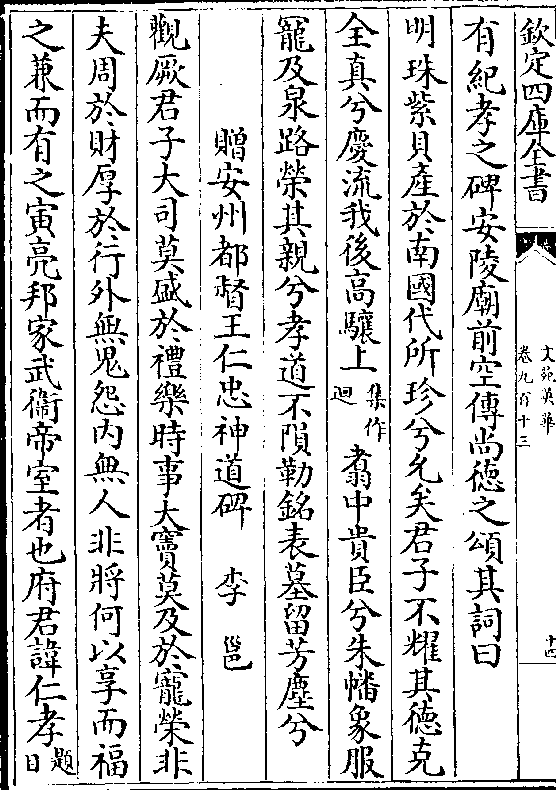 欽定四庫全書
文苑英華
卷九百十三
十四
有紀孝之碑安陵廟前空傳尚德之頌其詞曰
明珠紫貝產於南國代所珍兮允矣君子不耀其德克
全真兮慶流我後高驤上集作迴翥中貴臣兮朱幡象服
寵及泉路榮其親兮孝道不隕勒銘表墓留芳塵兮
贈安州都督王仁忠神道碑 李邕
觀厥君子大司莫盛於禮樂時事大竇莫及於寵榮非
夫周於財厚於行外無鬼怨內無人非將何以享而福
之兼而有之寅亮邦家武衛帝室者也府君諱仁孝題曰